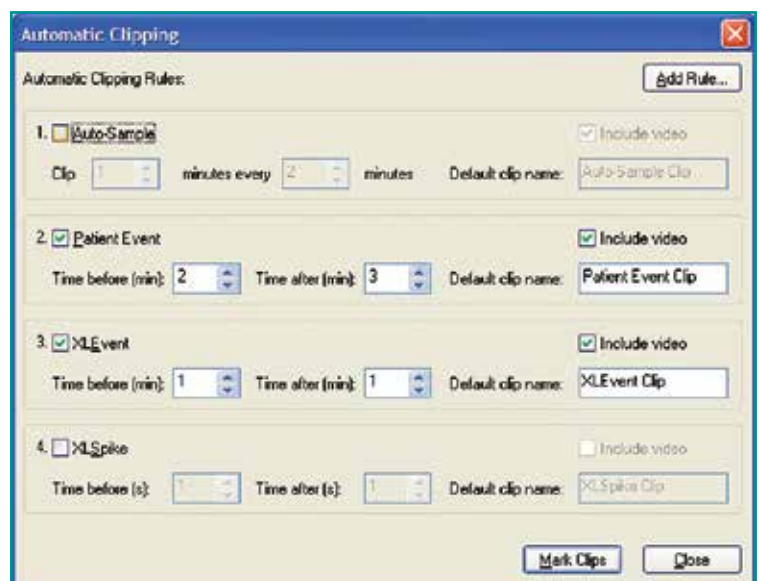 Automatic Clipping
Automatic Clipping Rules:
Add Rule...
1. Auto-Sample
Include video
Clip 1 minutes every 2 minutes Default clip name: Auto-Sample Clip
2. Patient Event
Include video
Time before (min): 2 Time after (min): 3 Default clip name: Patient Event Clip
3. XLEvent
Include video
Time before (min): 1 Time after (min): 1 Default clip name: XLEvent Clip
4. XLSpike
Include video
Time before (s): 1 Time after (s): 1 Default clip name: XLSpike Clip
Mark Clips Close